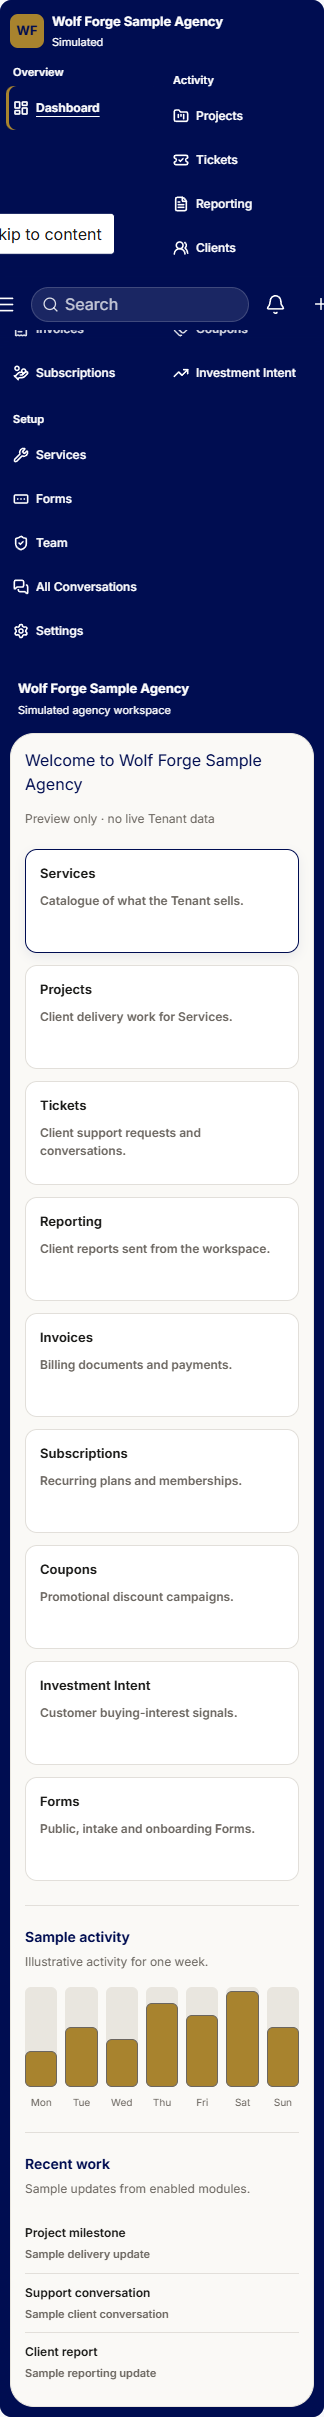 WF
Wolf Forge Sample Agency
Simulated
Overview
Dashboard
Activity
Projects
Tickets
Reporting
Clients
kip to content
Search
Invoices
Coupons
Subscriptions
Investment Intent
Setup
Services
Forms
Team
All Conversations
Settings
Wolf Forge Sample Agency
Simulated agency workspace
Welcome to Wolf Forge Sample
Agency
Preview only · no live Tenant data
Services
Catalogue of what the Tenant sells.
Projects
Client delivery work for Services.
Tickets
Client support requests and
conversations.
Reporting
Client reports sent from the workspace.
Invoices
Billing documents and payments.
Subscriptions
Recurring plans and memberships.
Coupons
Promotional discount campaigns.
Investment Intent
Customer buying-interest signals.
Forms
Public, intake and onboarding Forms.
Sample activity
Illustrative activity for one week.
Mon Tue Wed Thu Fri Sat Sun
Recent work
Sample updates from enabled modules.
Project milestone
Sample delivery update
Support conversation
Sample client conversation
Client report
Sample reporting update